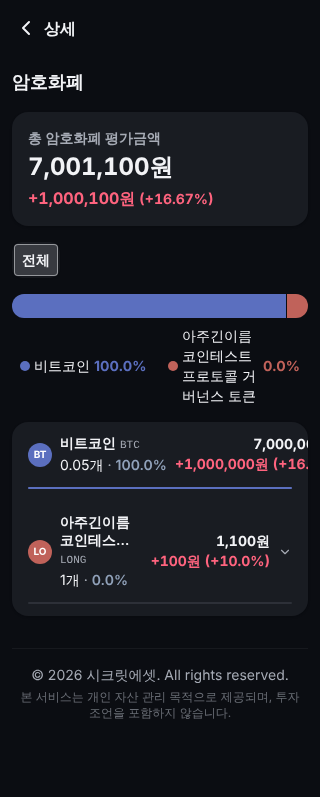 상세
암호화폐
총 암호화폐 평가금액
7,001,100원
+1,000,100원 (+16.67%)
전체
비트코인 100.0%
아주긴이름
코인테스트
프로토콜 거
버넌스 토큰
0.0%
BT
비트코인 BTC
7,000,0
0.05개 · 100.0%
+1,000,000원 (+16.
LO
아주긴이름
코인테스...
LONG
1개 · 0.0%
1,100원
+100원 (+10.0%)
© 2026 시크릿에셋. All rights reserved.
본 서비스는 개인 자산 관리 목적으로 제공되며, 투자
조언을 포함하지 않습니다.